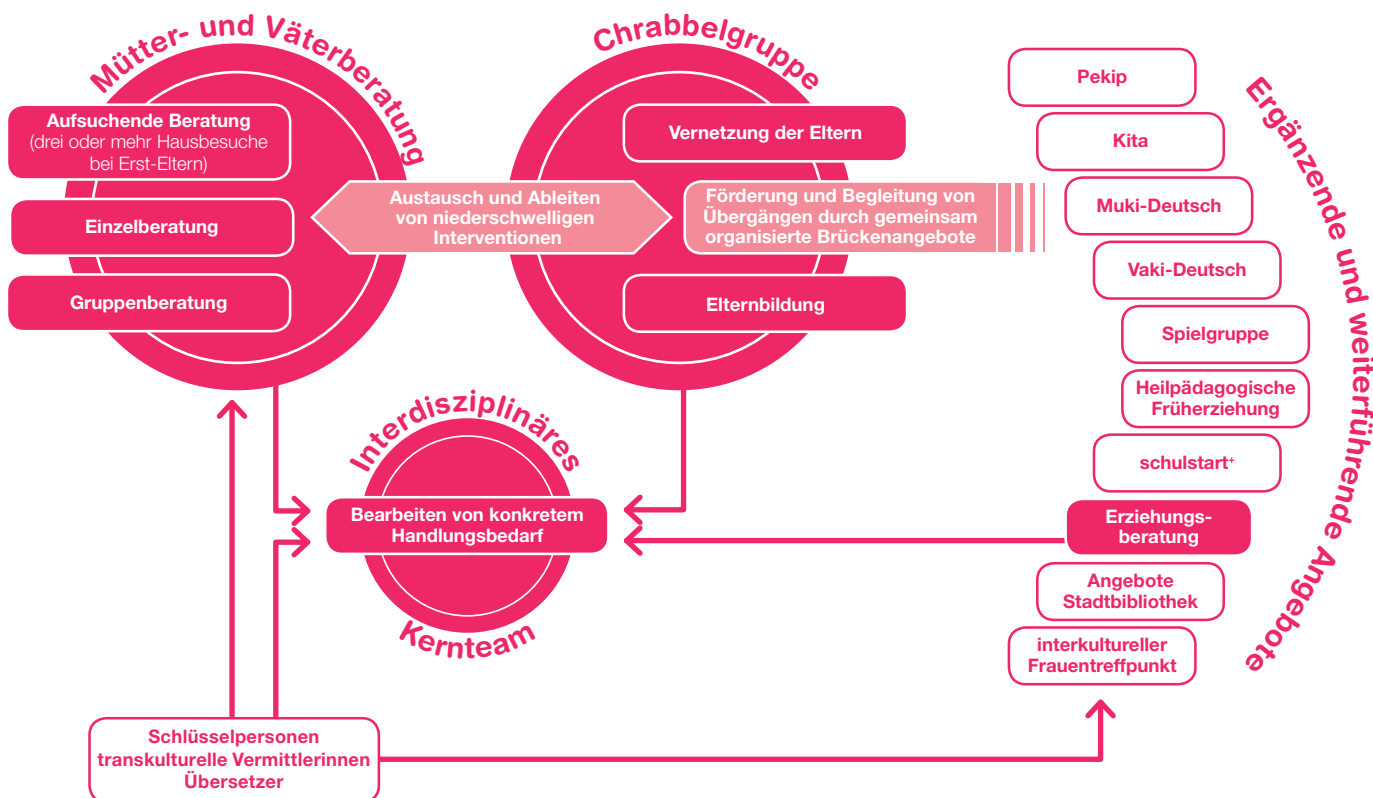 Mütter- und Väterberatung
Aufsuchende Beratung
(drei oder mehr Hausbesuche
bei Erst-Eltern)
Einzelberatung
Gruppenberatung
Austausch und Ableiten
von niederschwelligen
Interventionen
Chrabbelgruppe
Vernetzung der Eltern
Förderung und Begleitung von
Übergängen durch gemeinsam
organisierte Brückenangebote
Elternbildung
Interdisziplinäres
Bearbeiten von konkretem
Handlungsbedarf
Kernteam
Ergänzende und weiterführende Angebote
Pekip
Kita
Muki-Deutsch
Vaki-Deutsch
Spielgruppe
Heilpädagogische
Früherziehung
schulstart+
Erziehungs-
beratung
Angebote
Stadtbibliothek
interkultureller
Frauentreffpunkt
Schlüsselpersonen
transkulturelle Vermittlerinnen
Übersetzer